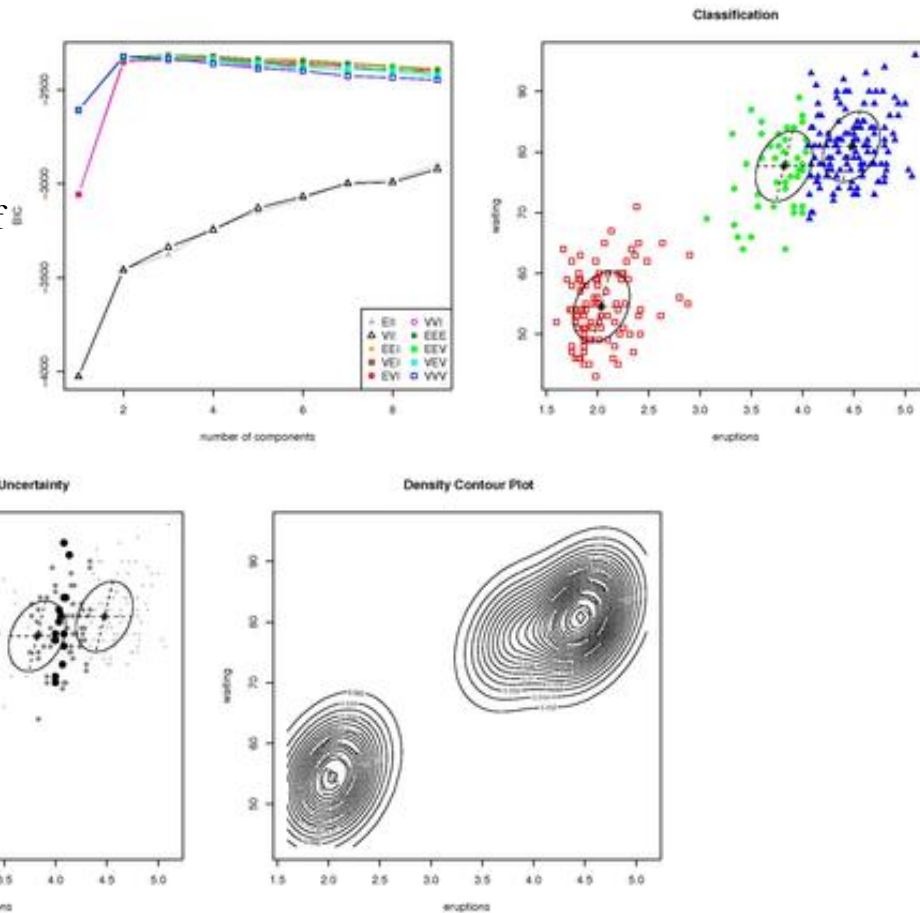 Classification
f
BIC
-2500
-3000
-3500
-4000
2 4 6 8
number of components
EII VVI
VII EEE
EEI EEV
VEI VEV
EVI VVV
waiting
90
80
70
60
50
1.5 2.0 2.5 3.0 3.5 4.0 4.5 5.0
eruptions
Uncertainty
4.0 4.5 5.0
Density Contour Plot
waiting
90
80
70
60
50
1.5 2.0 2.5 3.0 3.5 4.0 4.5 5.0
eruptions